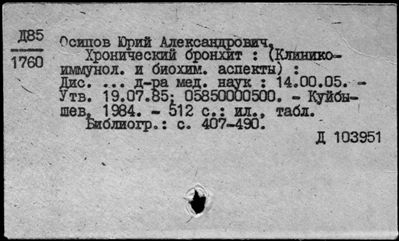 Д85
1760
Осипов Юрий Александрович.
Хронический бронхит : (Клинико-
иммунол. и биохим. аспекты) :
Дис. ... д-ра мед. наук : 14.00.05. -
Утв. 19.07.85; 05850000500. - Куйбы-
шев, 1984. - 512 с.: ил., табл.
Библиогр.: с. 407-490.
Д 103951